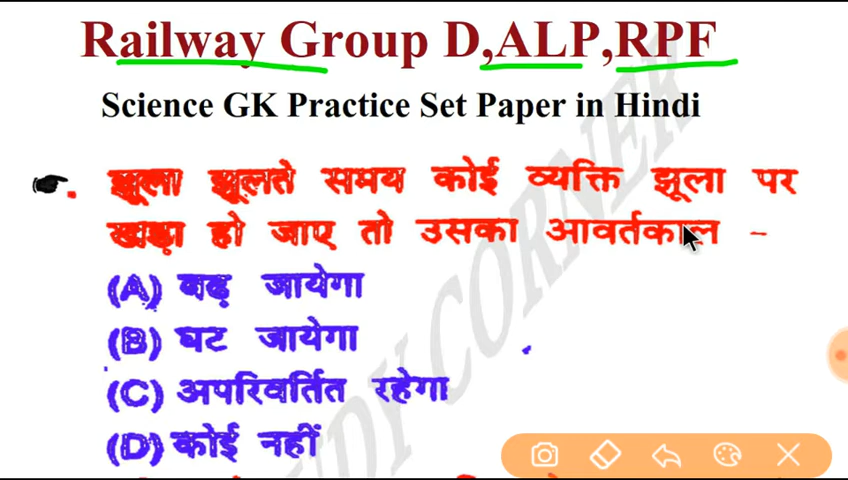 Railway Group D,ALP,RPF
Science GK Practice Set Paper in Hindi
झूला झूलते समय कोई व्यक्ति झूला पर
खड़ा हो जाए तो उसका आवर्तकाल -
(A) बढ़ जायेगा
(B) घट जायेगा
(C) अपरिवर्तित रहेगा
(D) कोई नहीं